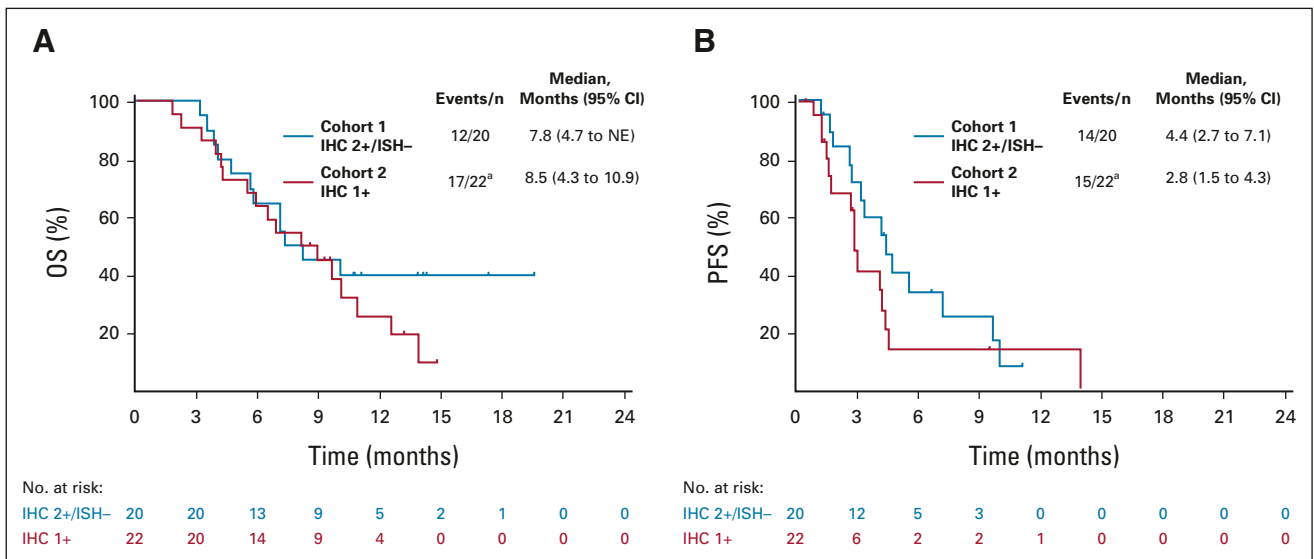 A
Events/n Median, Months (95% CI)
Cohort 1 IHC 2+/ISH– 12/20 7.8 (4.7 to NE)
Cohort 2 IHC 1+ 17/22a 8.5 (4.3 to 10.9)
OS (%)
100
80
60
40
20
0 3 6 9 12 15 18 21 24
Time (months)
No. at risk:
IHC 2+/ISH– 20 20 13 9 5 2 1 0 0
IHC 1+ 22 20 14 9 4 0 0 0 0
B
Events/n Median, Months (95% CI)
Cohort 1 IHC 2+/ISH– 14/20 4.4 (2.7 to 7.1)
Cohort 2 IHC 1+ 15/22a 2.8 (1.5 to 4.3)
PFS (%)
100
80
60
40
20
0 3 6 9 12 15 18 21 24
Time (months)
No. at risk:
IHC 2+/ISH– 20 12 5 3 0 0 0 0 0
IHC 1+ 22 6 2 2 1 0 0 0 0